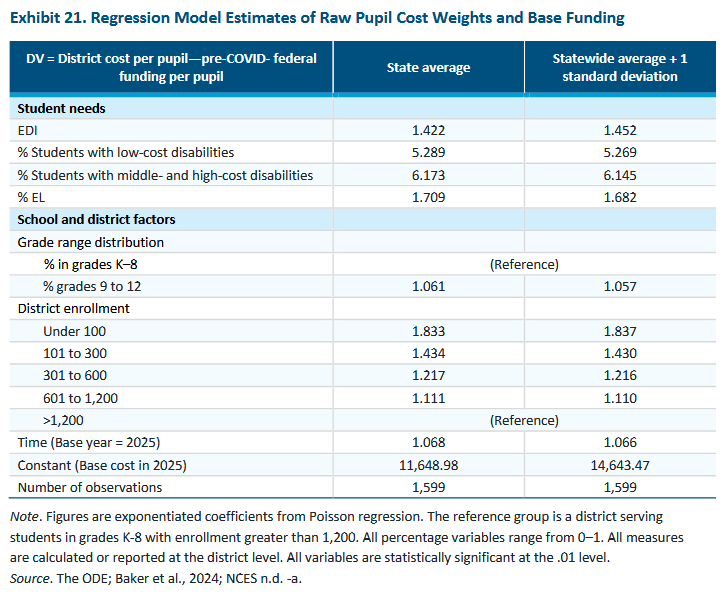 Exhibit 21. Regression Model Estimates of Raw Pupil Cost Weights and Base Funding
DV = District cost per pupil—pre-COVID- federal funding per pupil State average Statewide average + 1 standard deviation
Student needs
EDI 1.422 1.452
% Students with low-cost disabilities 5.289 5.269
% Students with middle- and high-cost disabilities 6.173 6.145
% EL 1.709 1.682
School and district factors
Grade range distribution
% in grades K–8 (Reference)
% grades 9 to 12 1.061 1.057
District enrollment
Under 100 1.833 1.837
101 to 300 1.434 1.430
301 to 600 1.217 1.216
601 to 1,200 1.111 1.110
>1,200 (Reference)
Time (Base year = 2025) 1.068 1.066
Constant (Base cost in 2025) 11,648.98 14,643.47
Number of observations 1,599 1,599
Note. Figures are exponentiated coefficients from Poisson regression. The reference group is a district serving
students in grades K-8 with enrollment greater than 1,200. All percentage variables range from 0–1. All measures
are calculated or reported at the district level. All variables are statistically significant at the .01 level.
Source. The ODE; Baker et al., 2024; NCES n.d. -a.